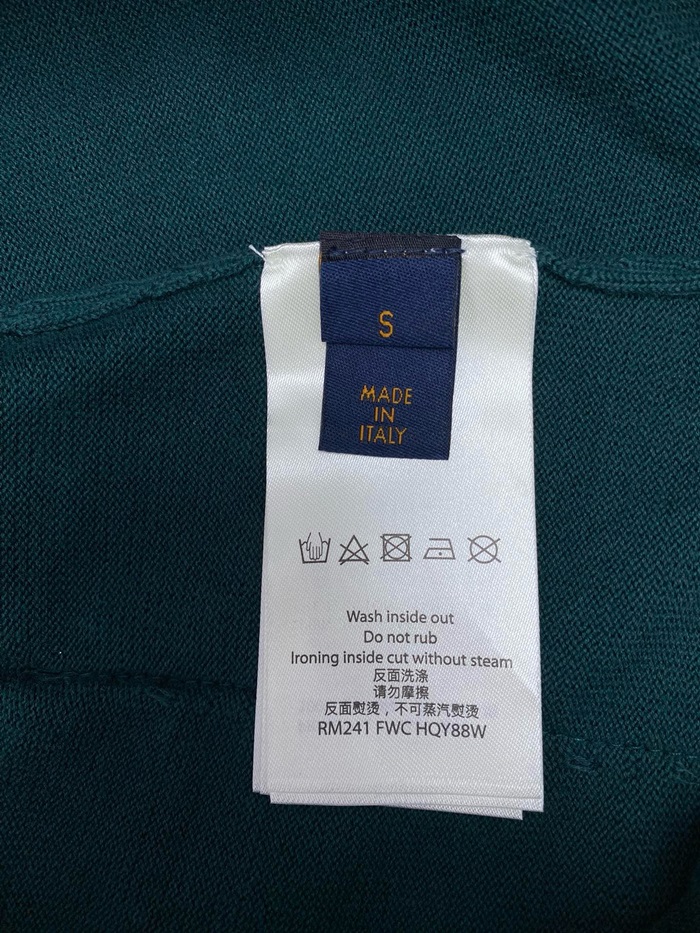 S
MADE
IN
ITALY
Wash inside out
Do not rub
Ironing inside cut without steam
反面洗涤
请勿摩擦
反面熨烫，不可蒸汽熨烫
RM241 FWC HQY88W